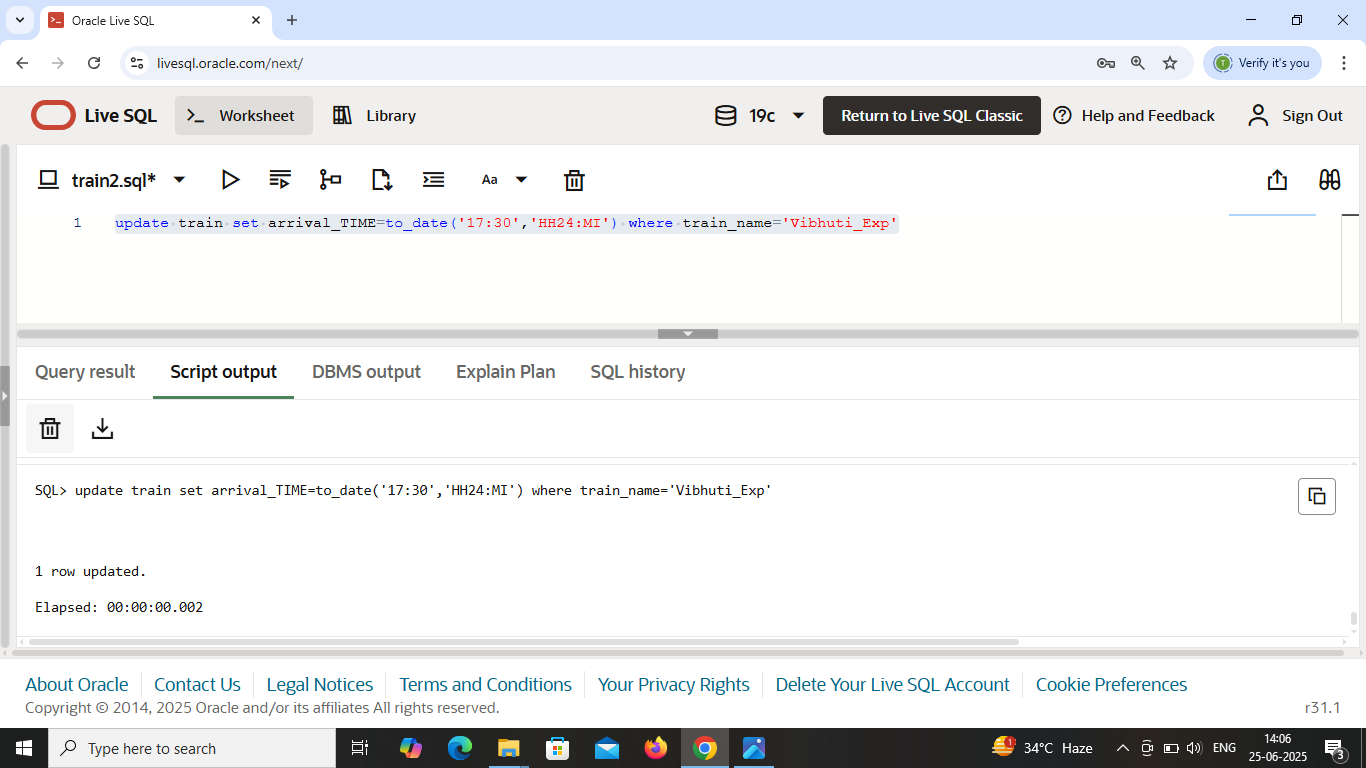 Oracle Live SQL
livesql.oracle.com/next/
Verify it's you
Live SQL
Worksheet
Library
19c
Return to Live SQL Classic
Help and Feedback
Sign Out
train2.sql*
Aa
1 update train set arrival_TIME=to_date('17:30','HH24:MI') where train_name='Vibhuti_Exp'
Query result
Script output
DBMS output
Explain Plan
SQL history
SQL> update train set arrival_TIME=to_date('17:30','HH24:MI') where train_name='Vibhuti_Exp'
1 row updated.
Elapsed: 00:00:00.002
About Oracle
Contact Us
Legal Notices
Terms and Conditions
Your Privacy Rights
Delete Your Live SQL Account
Cookie Preferences
Copyright © 2014, 2025 Oracle and/or its affiliates All rights reserved.
r31.1
Type here to search
1
34°C Haze
ENG
14:06
25-06-2025
3